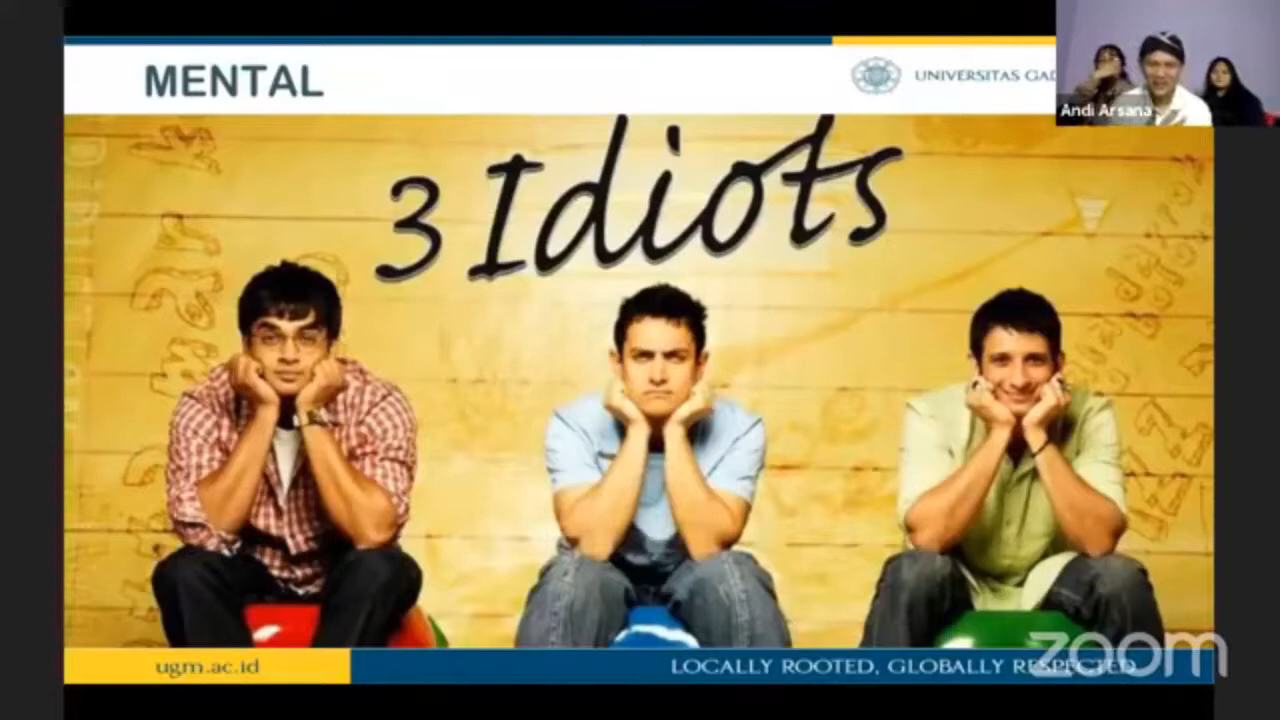 MENTAL
UNIVERSITAS GAD
Andi Arsana
3 Idiots
ugm.ac.id
LOCALLY ROOTED, GLOBALLY RESPECTED
zoom